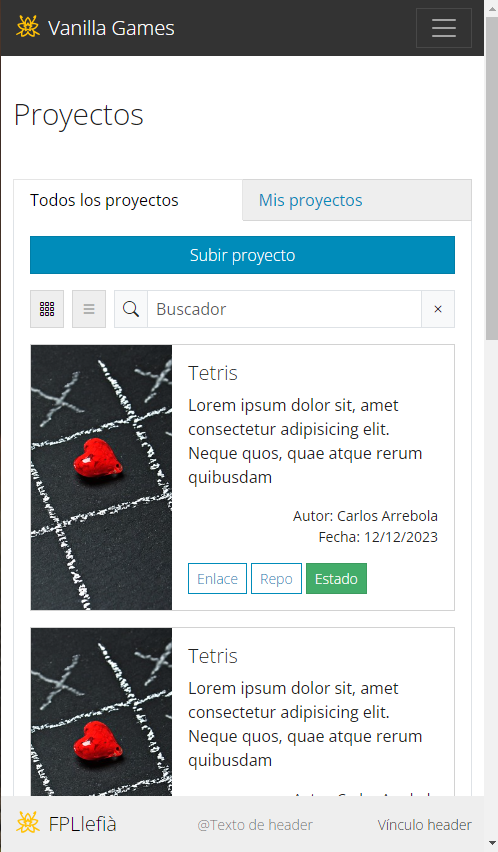 Vanilla Games
Proyectos
Todos los proyectos
Mis proyectos
Subir proyecto
Buscador
×
Tetris
Lorem ipsum dolor sit, amet
consectetur adipisicing elit.
Neque quos, quae atque rerum
quibusdam
Autor: Carlos Arrebola
Fecha: 12/12/2023
Enlace Repo Estado
Tetris
Lorem ipsum dolor sit, amet
consectetur adipisicing elit.
Neque quos, quae atque rerum
quibusdam
FPLlefià
@Texto de header
Vínculo header